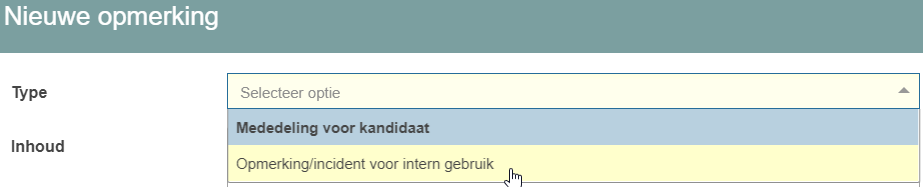 Nieuwe opmerking
Type
Selecteer optie
Mededeling voor kandidaat
Inhoud
Opmerking/incident voor intern gebruik